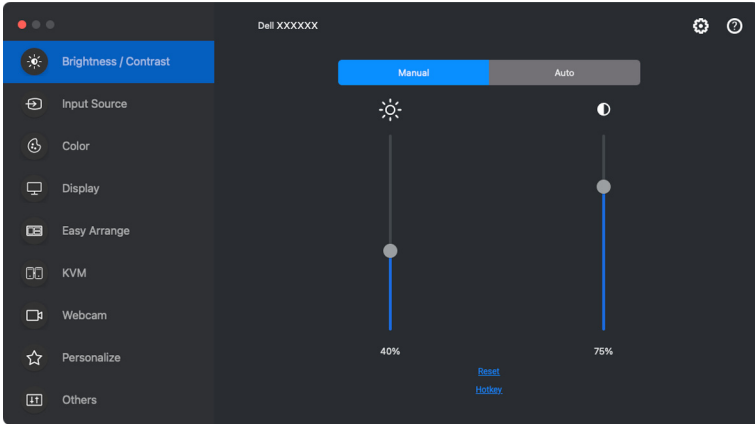 Dell XXXXXX
Brightness / Contrast
Input Source
Color
Display
Easy Arrange
KVM
Webcam
Personalize
Others
Manual
Auto
40%
75%
Reset
Hotkey